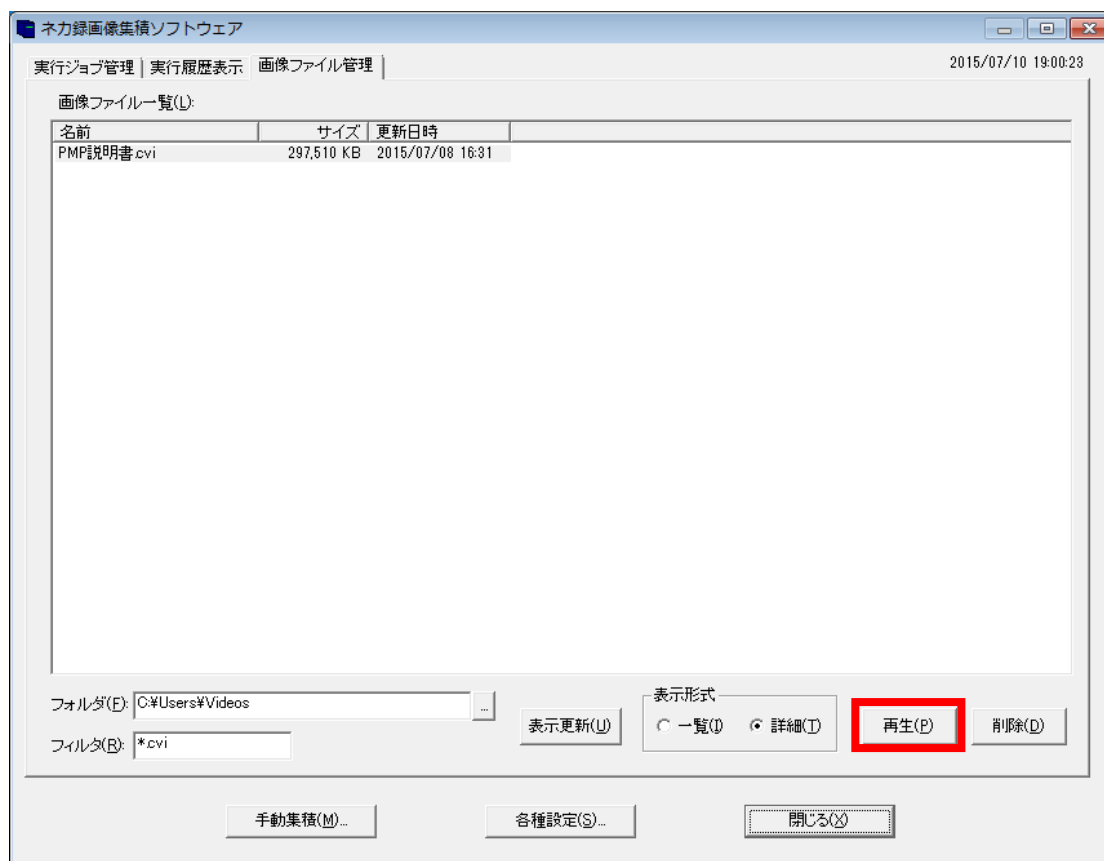 ネカ録画像集積ソフトウェア
実行ジョブ管理 実行履歴表示 画像ファイル管理 2015/07/10 19:00:23
画像ファイル一覧(L):
名前 サイズ 更新日時
PMP説明書.cvi 297,510 KB 2015/07/08 16:31
フォルダ(F): C:¥Users¥Videos ...
フィルタ(R): *.cvi
表示更新(U)
表示形式
一覧(I) 詳細(T)
再生(P) 削除(D)
手動集積(M)... 各種設定(S)... 閉じる(X)